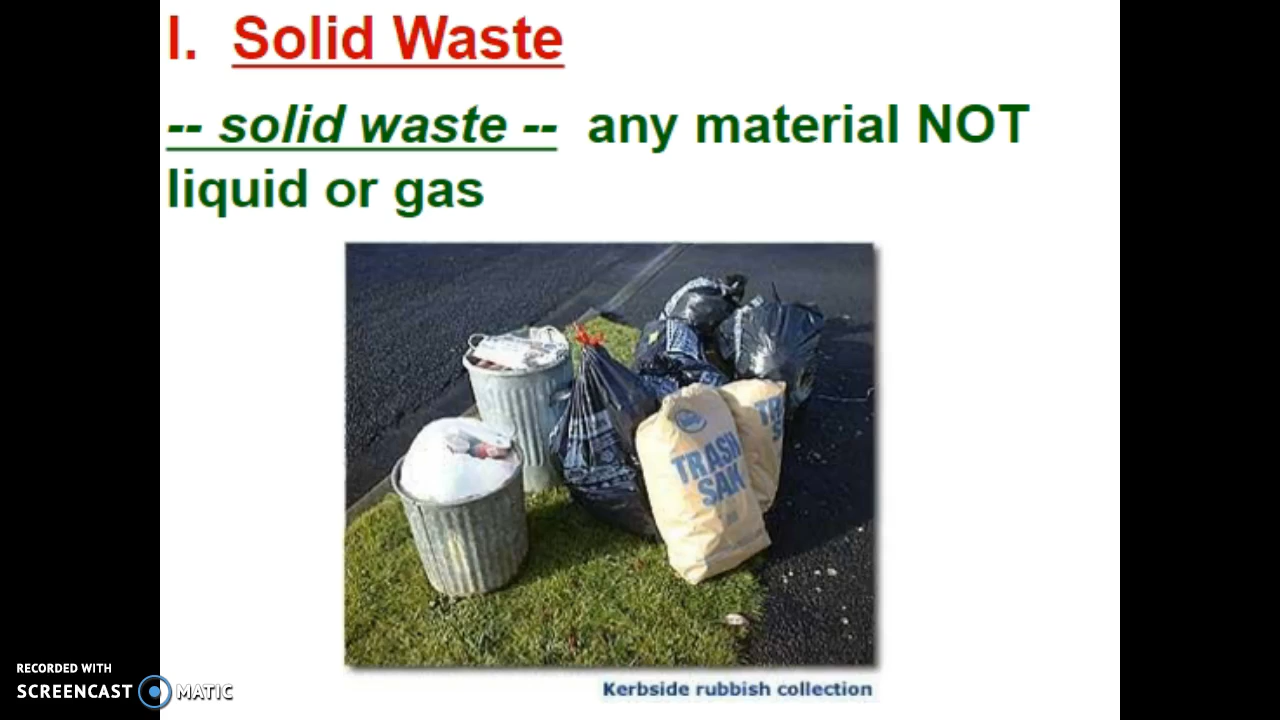 I. Solid Waste
-- solid waste -- any material NOT
liquid or gas
TRASH
SAK
TR
S
Kerbside rubbish collection
RECORDED WITH
SCREENCAST MATIC